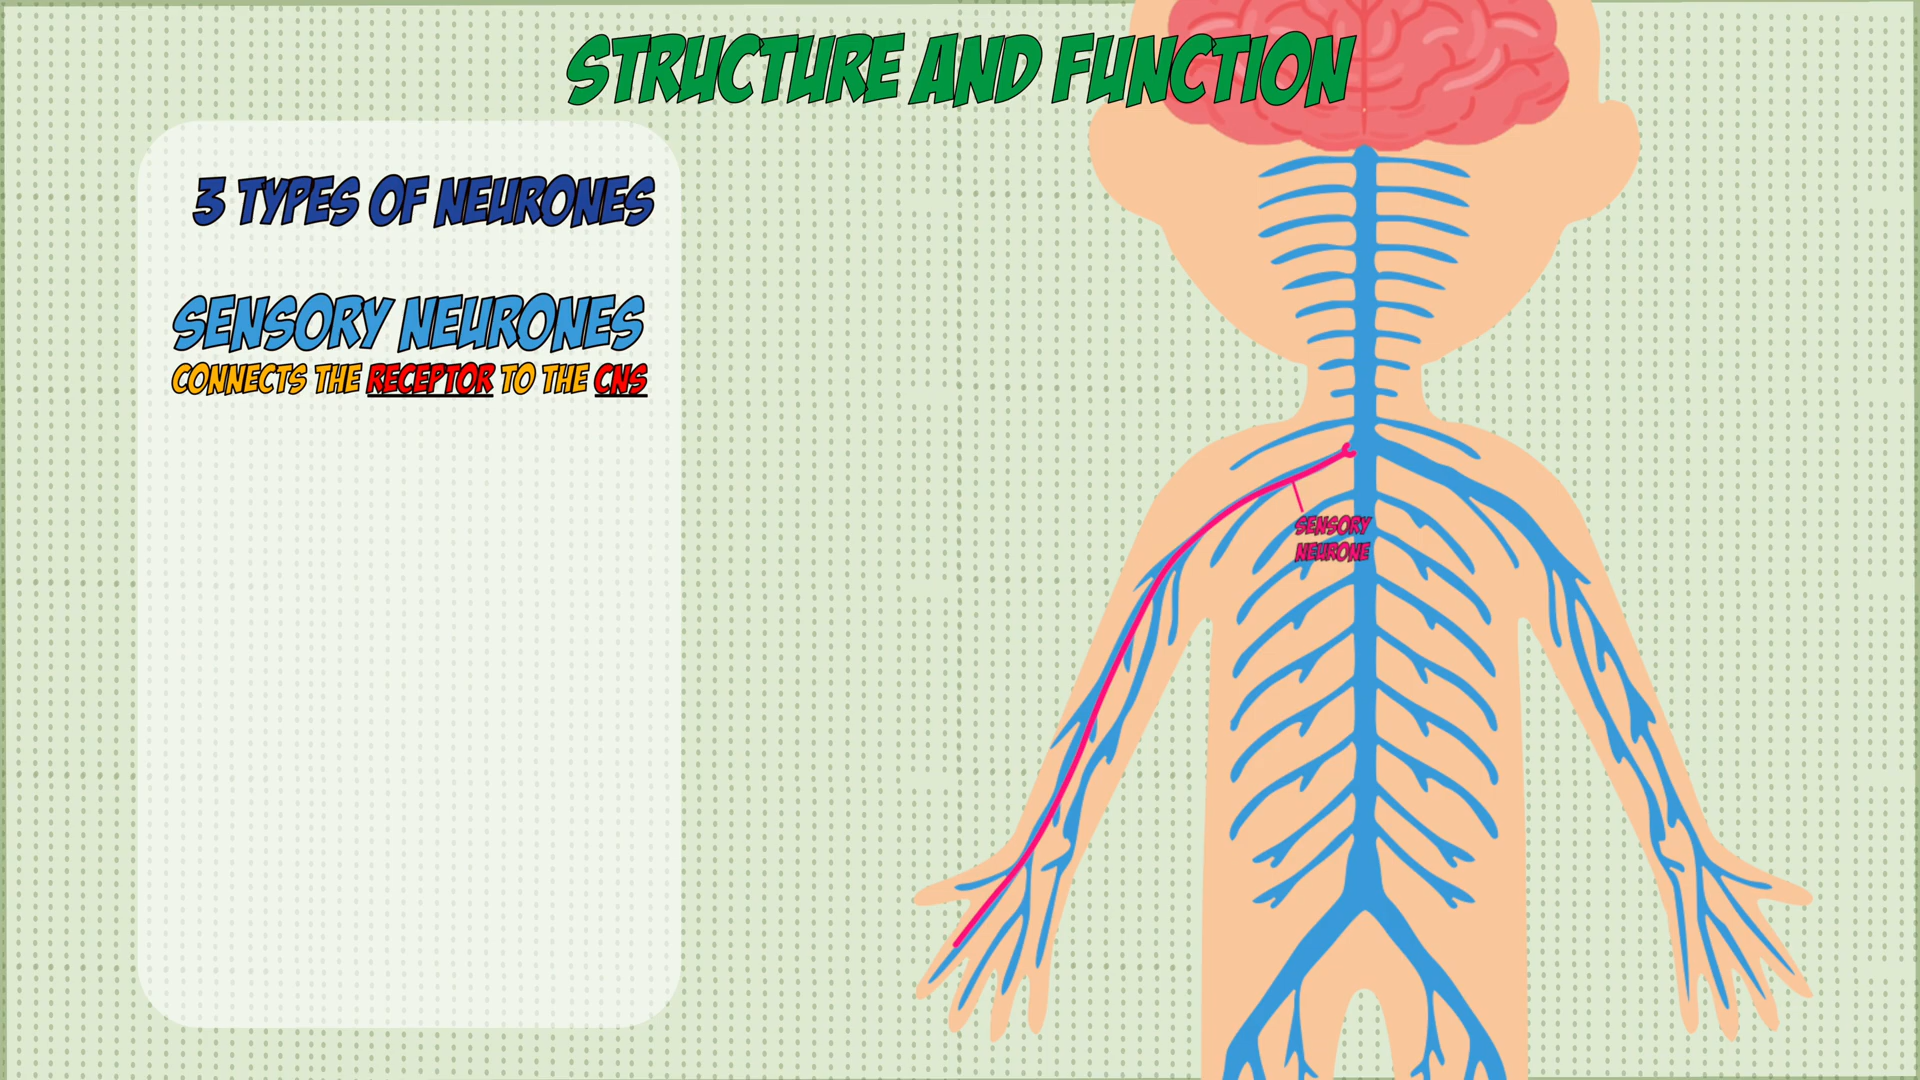 STRUCTURE AND FUNCTION
3 TYPES OF NEURONES
SENSORY NEURONES
CONNECTS THE RECEPTOR TO THE CNS
SENSORY
NEURONE